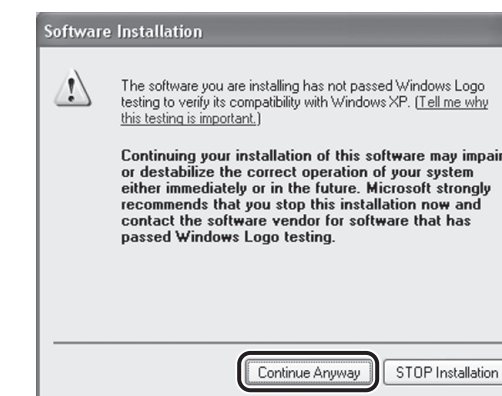 Software Installation
The software you are installing has not passed Windows Logo
testing to verify its compatibility with Windows XP. (Tell me why
this testing is important.)
Continuing your installation of this software may impair
or destabilize the correct operation of your system
either immediately or in the future. Microsoft strongly
recommends that you stop this installation now and
contact the software vendor for software that has
passed Windows Logo testing.
Continue Anyway STOP Installation